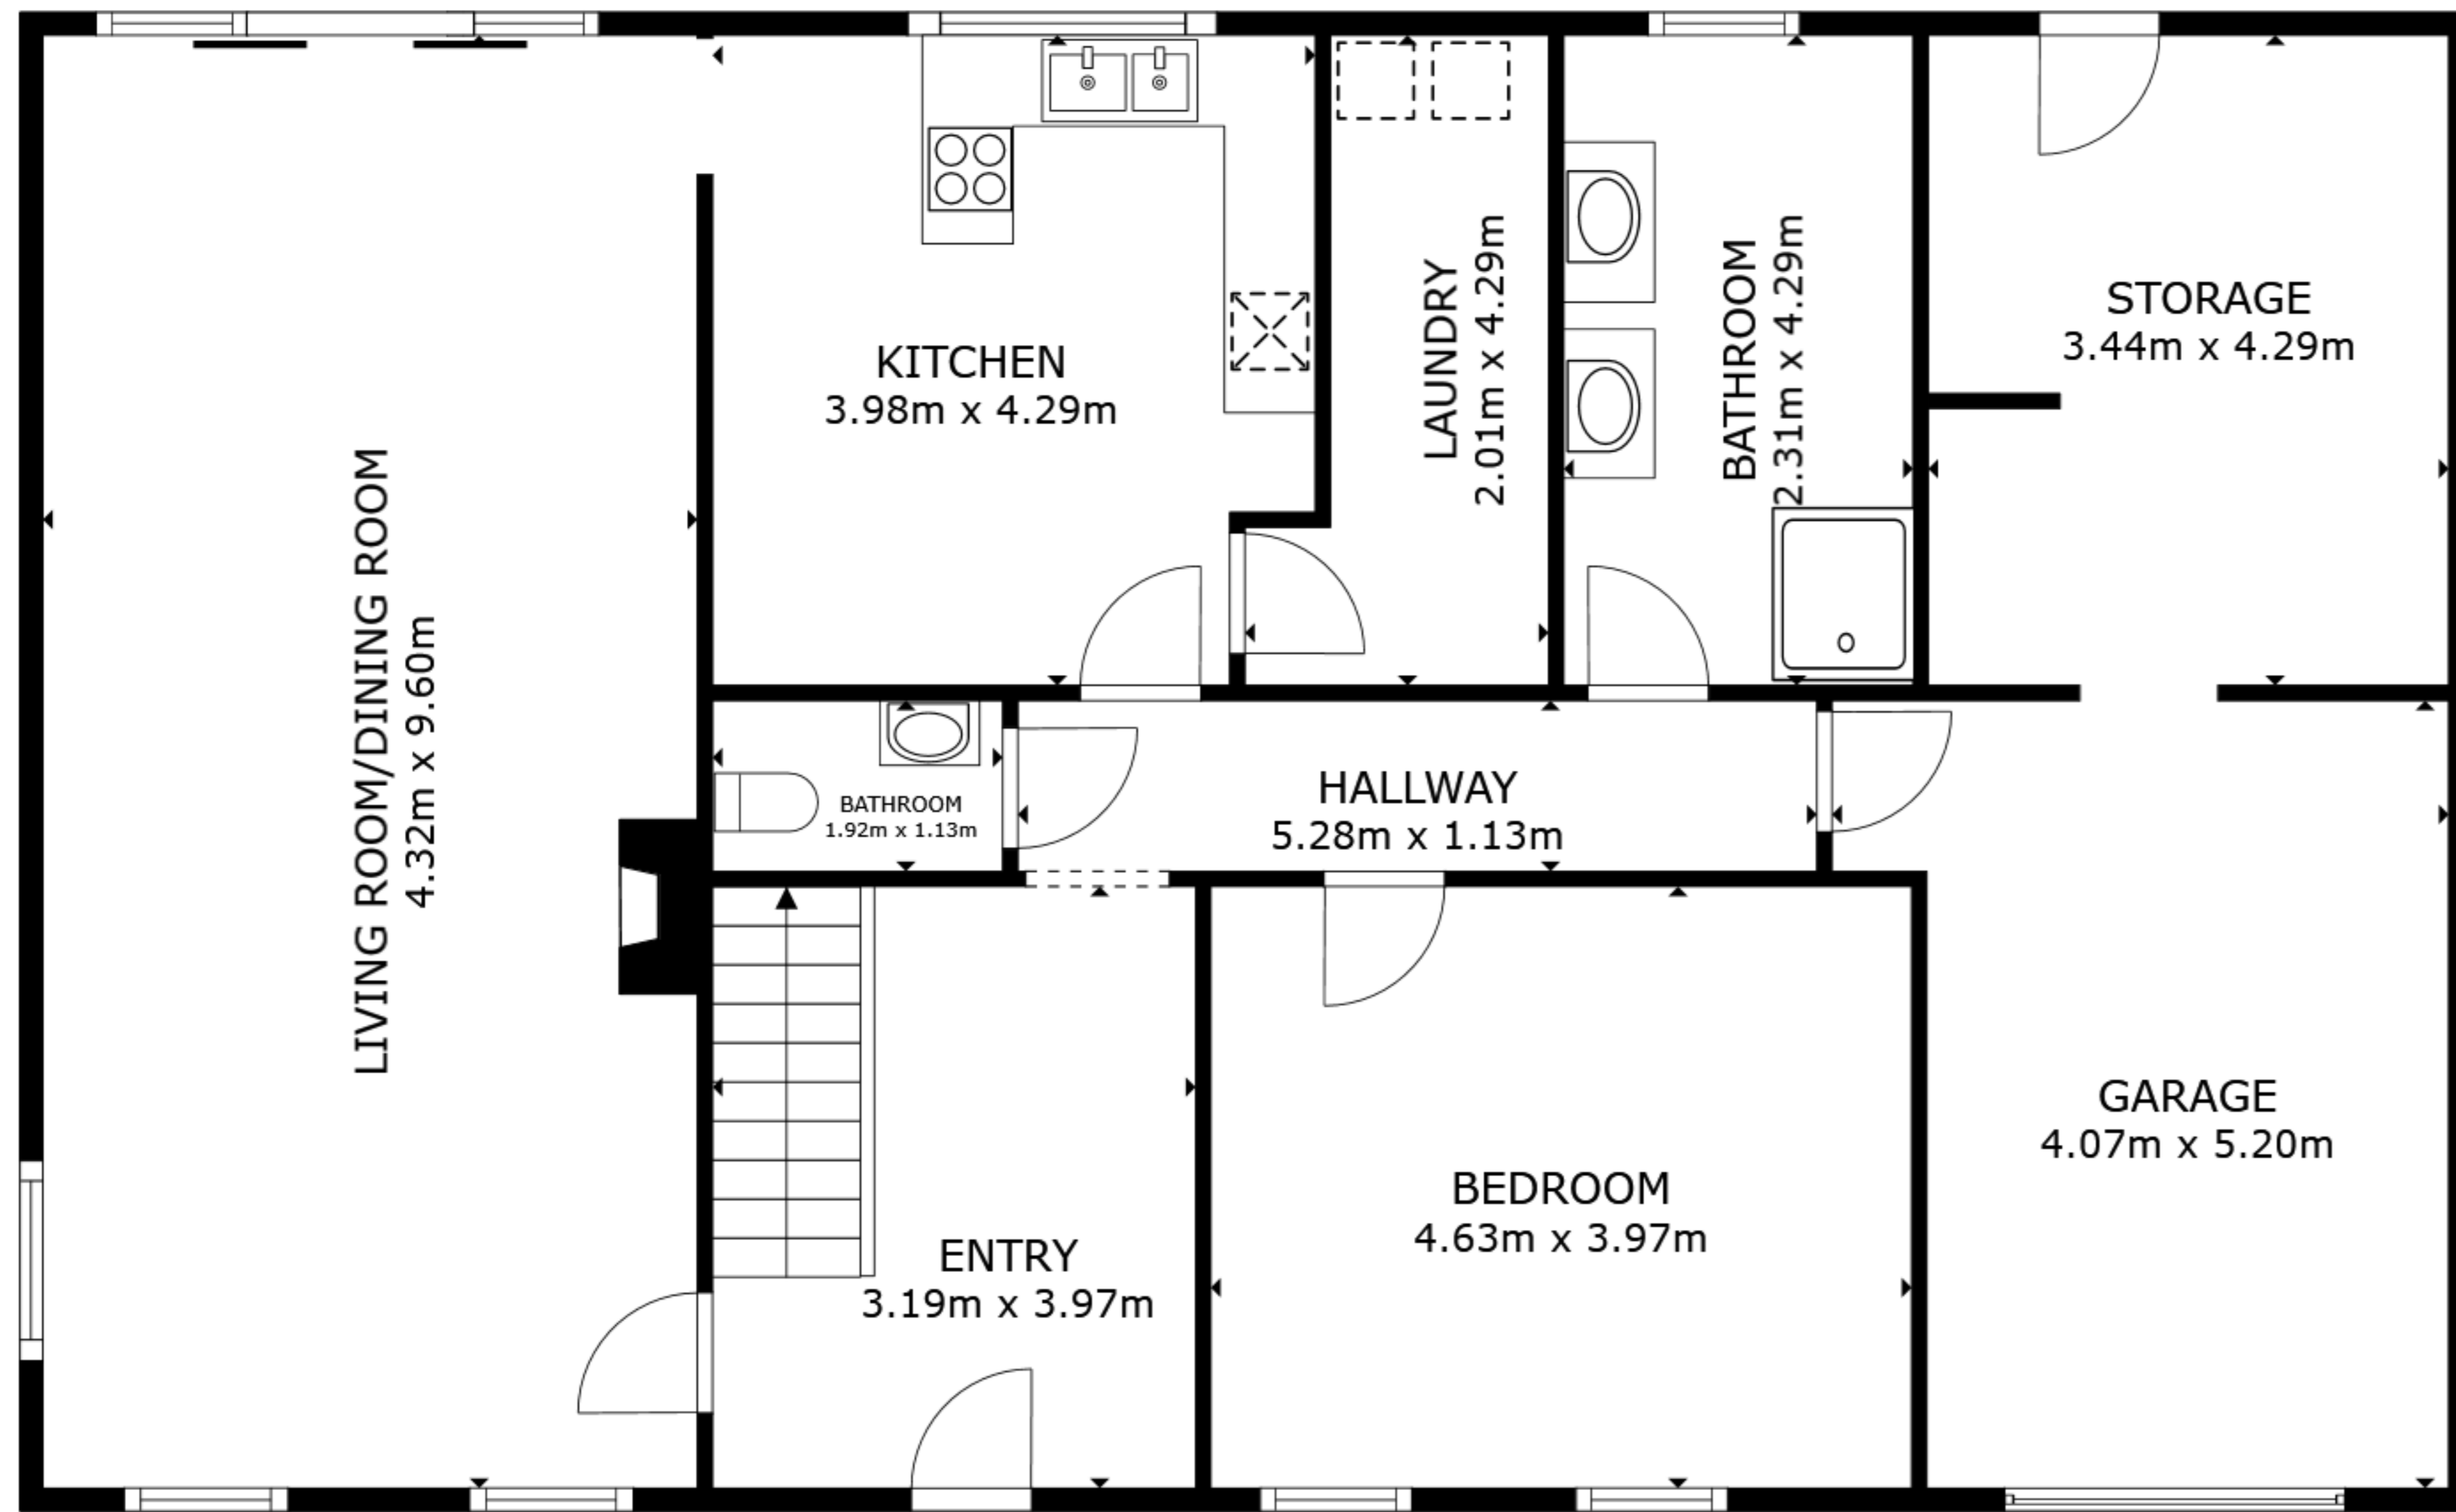 LIVING ROOM/DINING ROOM
4.32m x 9.60m
KITCHEN
3.98m x 4.29m
LAUNDRY
2.01m x 4.29m
BATHROOM
2.31m x 4.29m
STORAGE
3.44m x 4.29m
BATHROOM
1.92m x 1.13m
HALLWAY
5.28m x 1.13m
ENTRY
3.19m x 3.97m
BEDROOM
4.63m x 3.97m
GARAGE
4.07m x 5.20m